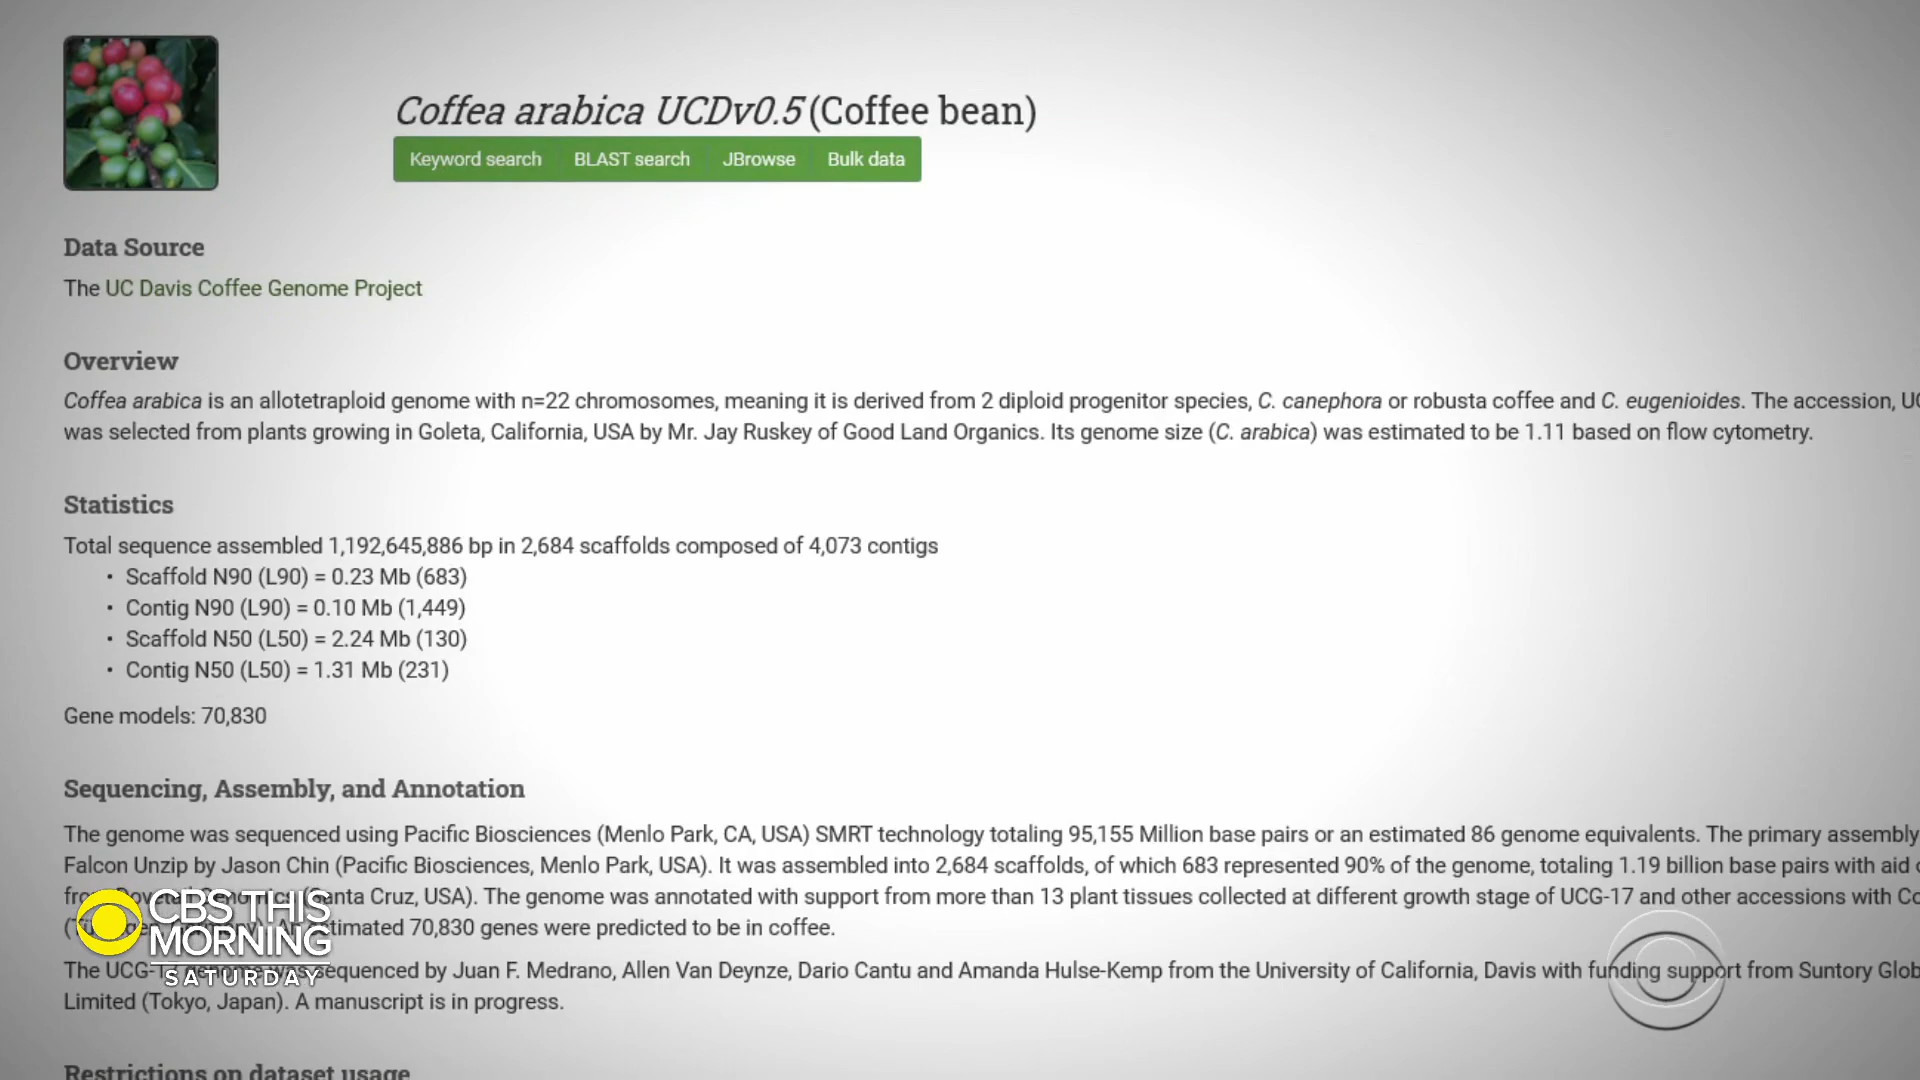 Coffea arabica UCDv0.5 (Coffee bean)
Keyword search BLAST search JBrowse Bulk data
Data Source
The UC Davis Coffee Genome Project
Overview
Coffea arabica is an allotetraploid genome with n=22 chromosomes, meaning it is derived from 2 diploid progenitor species, C. canephora or robusta coffee and C. eugenioides. The accession,
was selected from plants growing in Goleta, California, USA by Mr. Jay Ruskey of Good Land Organics. Its genome size (C. arabica) was estimated to be 1.11 based on flow cytometry.
Statistics
Total sequence assembled 1,192,645,886 bp in 2,684 scaffolds composed of 4,073 contigs
• Scaffold N90 (L90) = 0.23 Mb (683)
• Contig N90 (L90) = 0.10 Mb (1,449)
• Scaffold N50 (L50) = 2.24 Mb (130)
• Contig N50 (L50) = 1.31 Mb (231)
Gene models: 70,830
Sequencing, Assembly, and Annotation
The genome was sequenced using Pacific Biosciences (Menlo Park, CA, USA) SMRT technology totaling 95,155 Million base pairs or an estimated 86 genome equivalents. The primary assembly
Falcon Unzip by Jason Chin (Pacific Biosciences, Menlo Park, USA). It was assembled into 2,684 scaffolds, of which 683 represented 90% of the genome, totaling 1.19 billion base pairs with aid
(Santa Cruz, USA). The genome was annotated with support from more than 13 plant tissues collected at different growth stage of UCG-17 and other accessions with
estimated 70,830 genes were predicted to be in coffee.
The sequenced by Juan F. Medrano, Allen Van Deynze, Dario Cantu and Amanda Hulse-Kemp from the University of California, Davis with funding support from Suntory
Limited (Tokyo, Japan). A manuscript is in progress.
Restrictions on dataset usage
CBS THIS
MORNING
SATURDAY